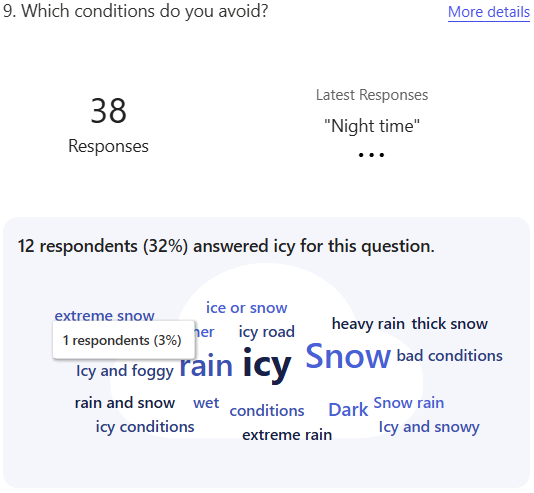 9. Which conditions do you avoid?
More details
38
Responses
Latest Responses
"Night time"
...
12 respondents (32%) answered icy for this question.
ice or snow
extreme snow
heavy rain thick snow
icy road
1 respondents (3%)
Snow
bad conditions
rain icy
Icy and foggy
rain and snow
wet
conditions
Dark
Snow rain
icy conditions
Icy and snowy
extreme rain